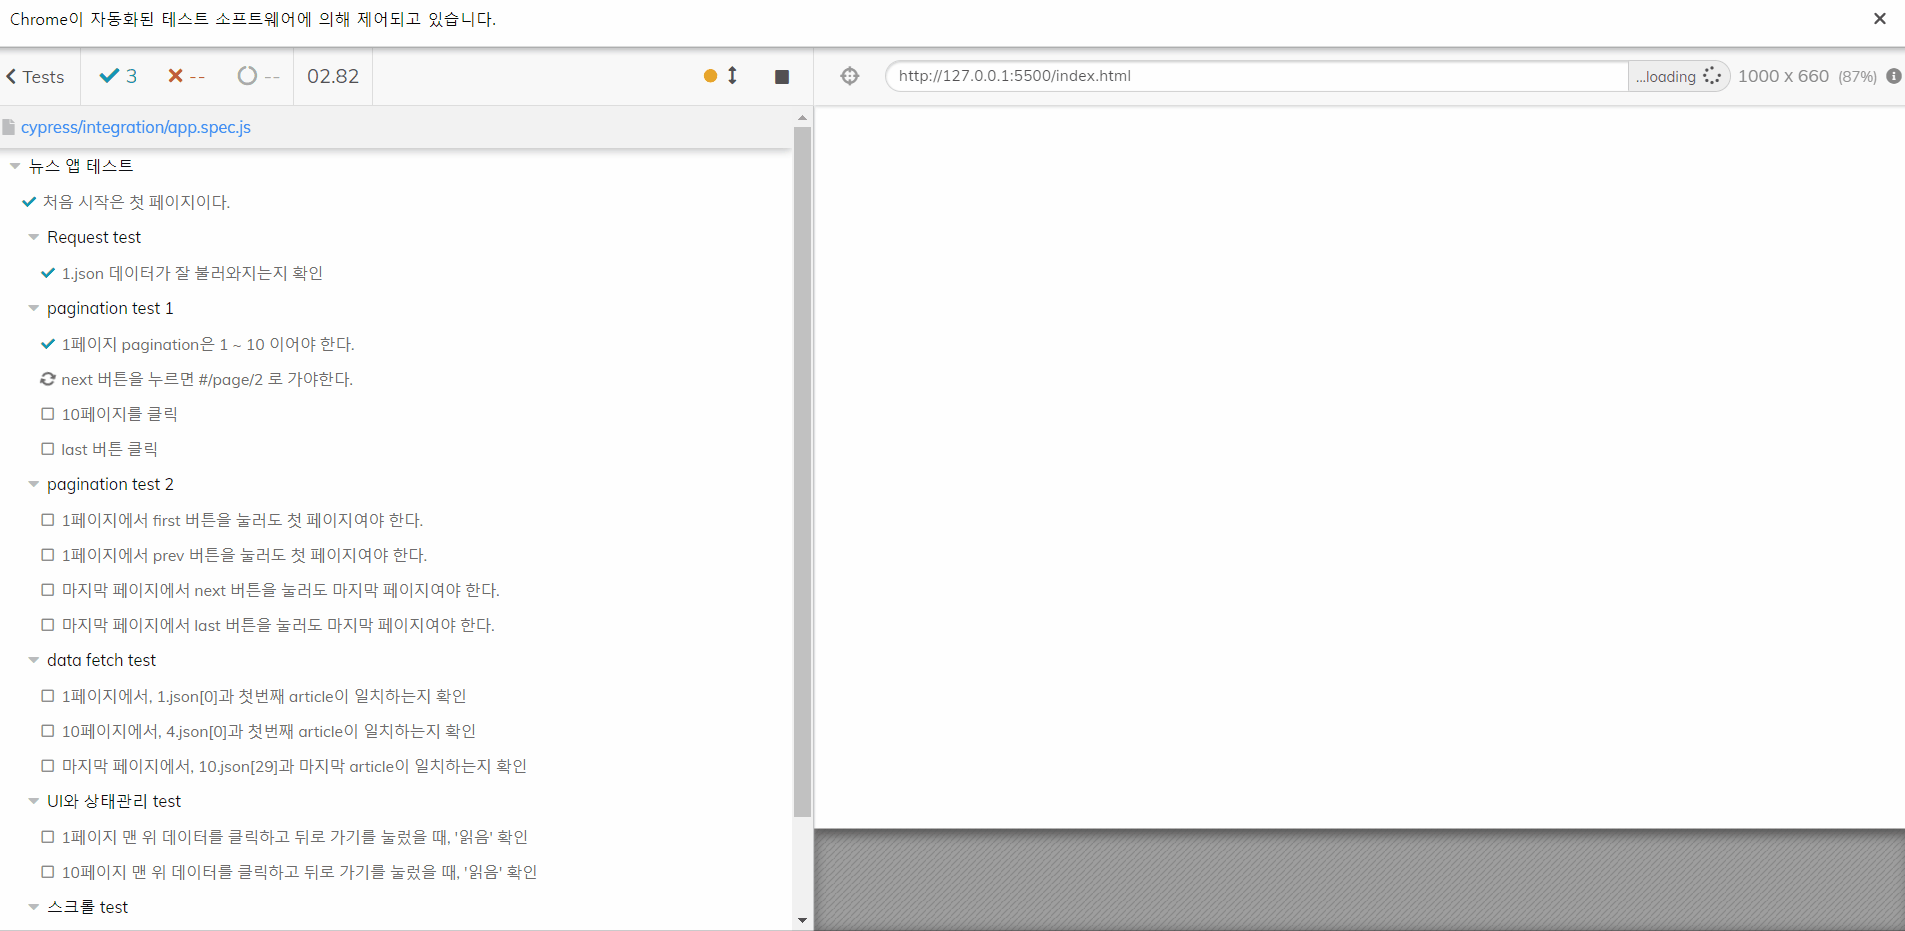 Chrome이 자동화된 테스트 소프트웨어에 의해 제어되고 있습니다.
Tests 3 -- -- 02.82
http://127.0.0.1:5500/index.html ...loading 1000 x 660 (87%)
cypress/integration/app.spec.js
뉴스 앱 테스트
처음 시작은 첫 페이지이다.
Request test
1.json 데이터가 잘 불러와지는지 확인
pagination test 1
1페이지 pagination은 1 ~ 10 이어야 한다.
next 버튼을 누르면 #/page/2 로 가야한다.
10페이지를 클릭
last 버튼 클릭
pagination test 2
1페이지에서 first 버튼을 눌러도 첫 페이지여야 한다.
1페이지에서 prev 버튼을 눌러도 첫 페이지여야 한다.
마지막 페이지에서 next 버튼을 눌러도 마지막 페이지여야 한다.
마지막 페이지에서 last 버튼을 눌러도 마지막 페이지여야 한다.
data fetch test
1페이지에서, 1.json[0]과 첫번째 article이 일치하는지 확인
10페이지에서, 4.json[0]과 첫번째 article이 일치하는지 확인
마지막 페이지에서, 10.json[29]과 마지막 article이 일치하는지 확인
UI와 상태관리 test
1페이지 맨 위 데이터를 클릭하고 뒤로 가기를 눌렀을 때, '읽음' 확인
10페이지 맨 위 데이터를 클릭하고 뒤로 가기를 눌렀을 때, '읽음' 확인
스크롤 test